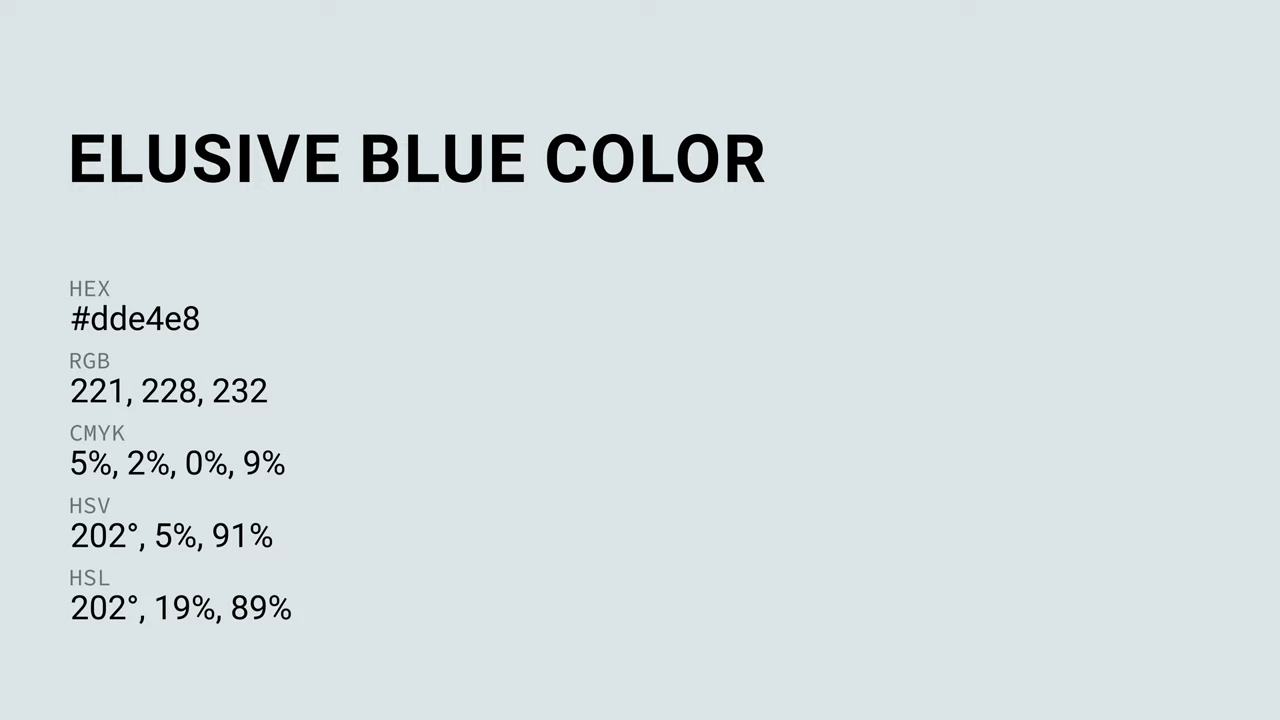 ELUSIVE BLUE COLOR
HEX
#dde4e8
RGB
221, 228, 232
CMYK
5%, 2%, 0%, 9%
HSV
202°, 5%, 91%
HSL
202°, 19%, 89%